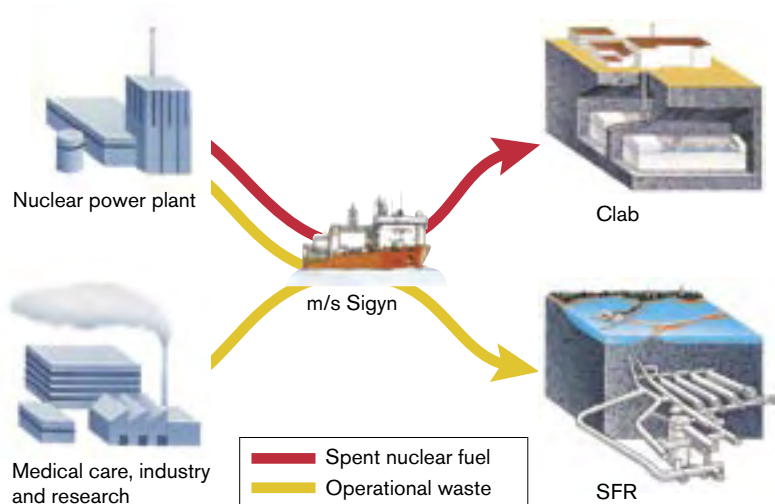 Nuclear power plant
Clab
m/s Sigyn
Medical care, industry
and research
Spent nuclear fuel
Operational waste
SFR